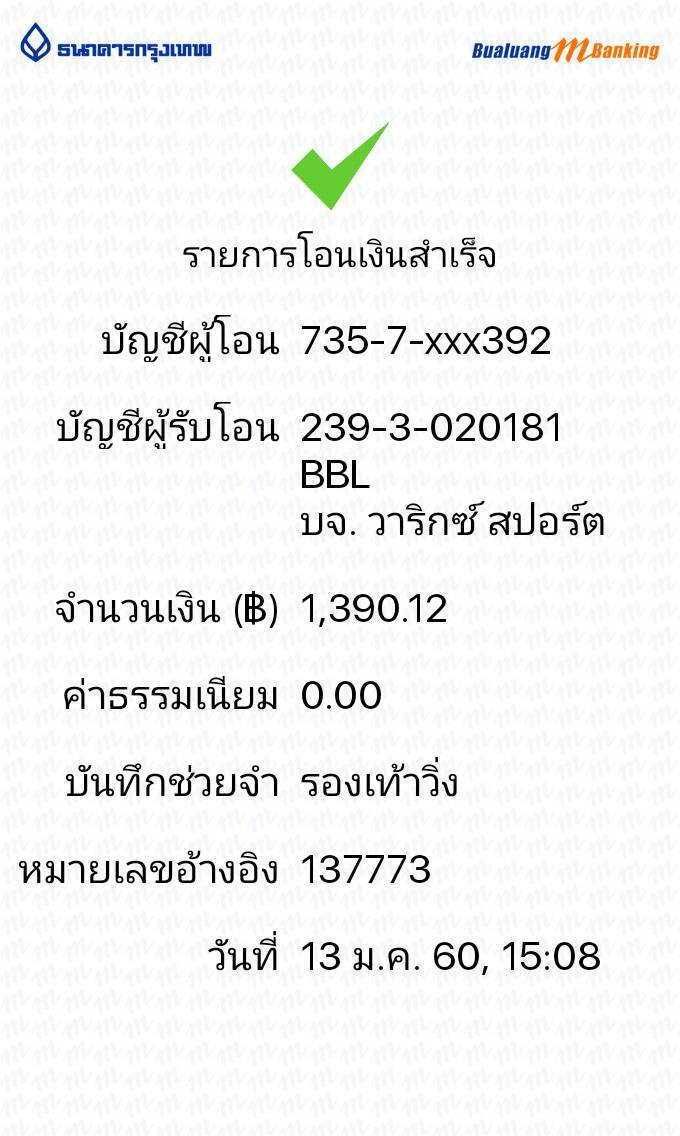 ธนาคารกรุงเทพ
Bualuang mBanking
รายการโอนเงินสำเร็จ
บัญชีผู้โอน 735-7-xxx392
บัญชีผู้รับโอน 239-3-020181
BBL
บจ. วาริกซ์ สปอร์ต
จำนวนเงิน (฿) 1,390.12
ค่าธรรมเนียม 0.00
บันทึกช่วยจำ รองเท้าวิ่ง
หมายเลขอ้างอิง 137773
วันที่ 13 ม.ค. 60, 15:08